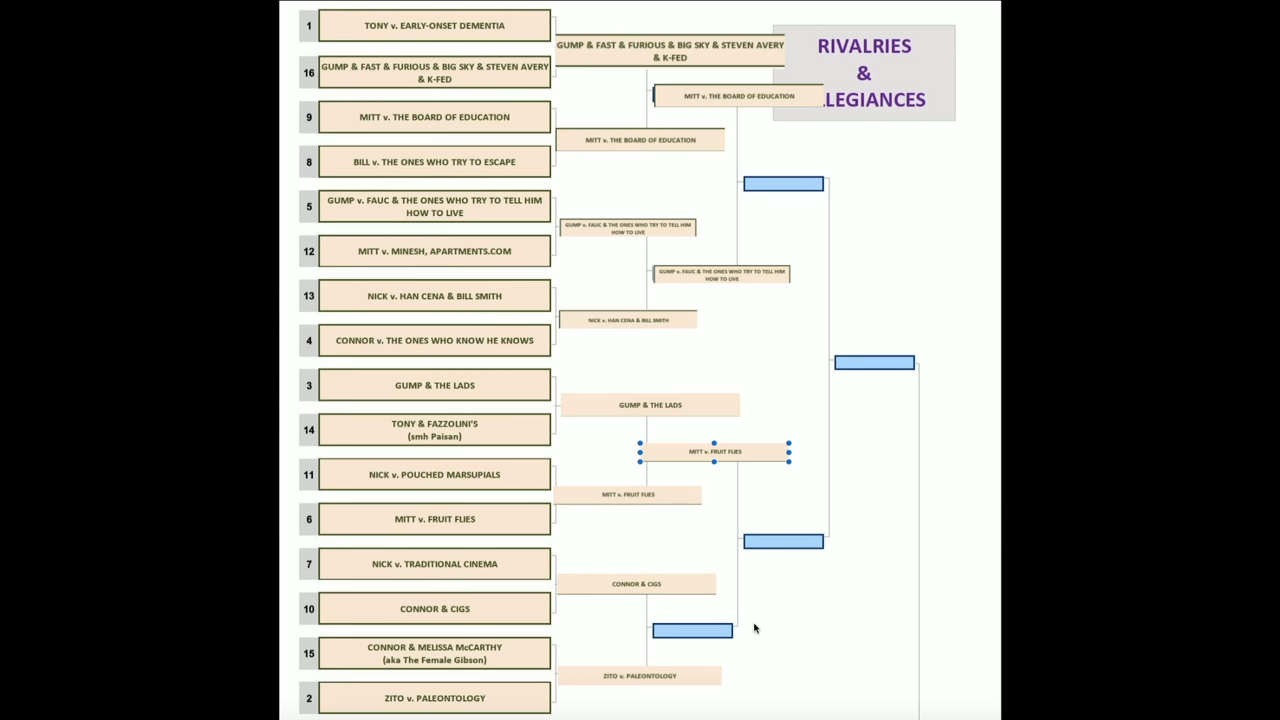 1
TONY v. EARLY-ONSET DEMENTIA
16
GUMP & FAST & FURIOUS & BIG SKY & STEVEN AVERY
& K-FED
9
MITT v. THE BOARD OF EDUCATION
8
BILL v. THE ONES WHO TRY TO ESCAPE
5
GUMP v. FAUC & THE ONES WHO TRY TO TELL HIM
HOW TO LIVE
12
MITT v. MINESH, APARTMENTS.COM
13
NICK v. HAN CENA & BILL SMITH
4
CONNOR v. THE ONES WHO KNOW HE KNOWS
3
GUMP & THE LADS
14
TONY & FAZZOLINI'S
(smh Paisan)
11
NICK v. POUCHED MARSUPIALS
6
MITT v. FRUIT FLIES
7
NICK v. TRADITIONAL CINEMA
10
CONNOR & CIGS
15
CONNOR & MELISSA McCARTHY
(aka The Female Gibson)
2
ZITO v. PALEONTOLOGY
GUMP & FAST & FURIOUS & BIG SKY & STEVEN AVERY
& K-FED
MITT v. THE BOARD OF EDUCATION
GUMP v. FAUC & THE ONES WHO TRY TO TELL HIM
HOW TO LIVE
NICK v. HAN CENA & BILL SMITH
GUMP & THE LADS
MITT v. FRUIT FLIES
CONNOR & CIGS
ZITO v. PALEONTOLOGY
MITT v. THE BOARD OF EDUCATION
GUMP v. FAUC & THE ONES WHO TRY TO TELL HIM
HOW TO LIVE
MITT v. FRUIT FLIES
RIVALRIES
&
LEGIANCES